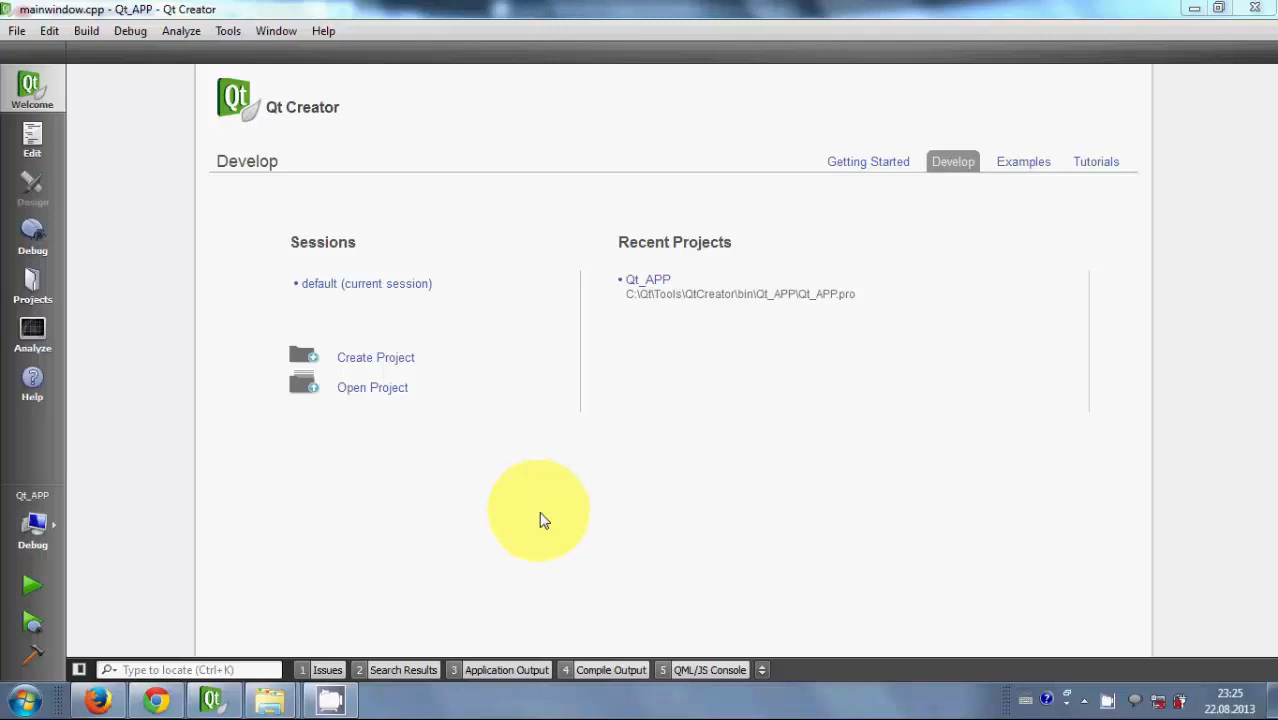 mainwindow.cpp - Qt_APP - Qt Creator
File Edit Build Debug Analyze Tools Window Help
Qt
Welcome
Edit
Design
Debug
Projects
Analyze
Help
Qt_APP
Debug
Qt Qt Creator
Develop
Getting Started Develop Examples Tutorials
Sessions
• default (current session)
Create Project
Open Project
Recent Projects
• Qt_APP
C:\Qt\Tools\QtCreator\bin\Qt_APP\Qt_APP.pro
Type to locate (Ctrl+K) 1 Issues 2 Search Results 3 Application Output 4 Compile Output 5 QML/JS Console
Qt
23:25
22.08.2013